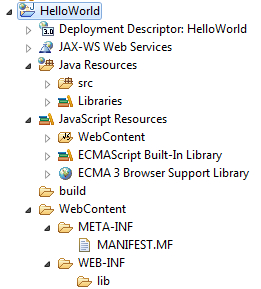 HelloWorld
Deployment Descriptor: HelloWorld
JAX-WS Web Services
Java Resources
src
Libraries
JavaScript Resources
WebContent
ECMAScript Built-In Library
ECMA 3 Browser Support Library
build
WebContent
META-INF
MANIFEST.MF
WEB-INF
lib